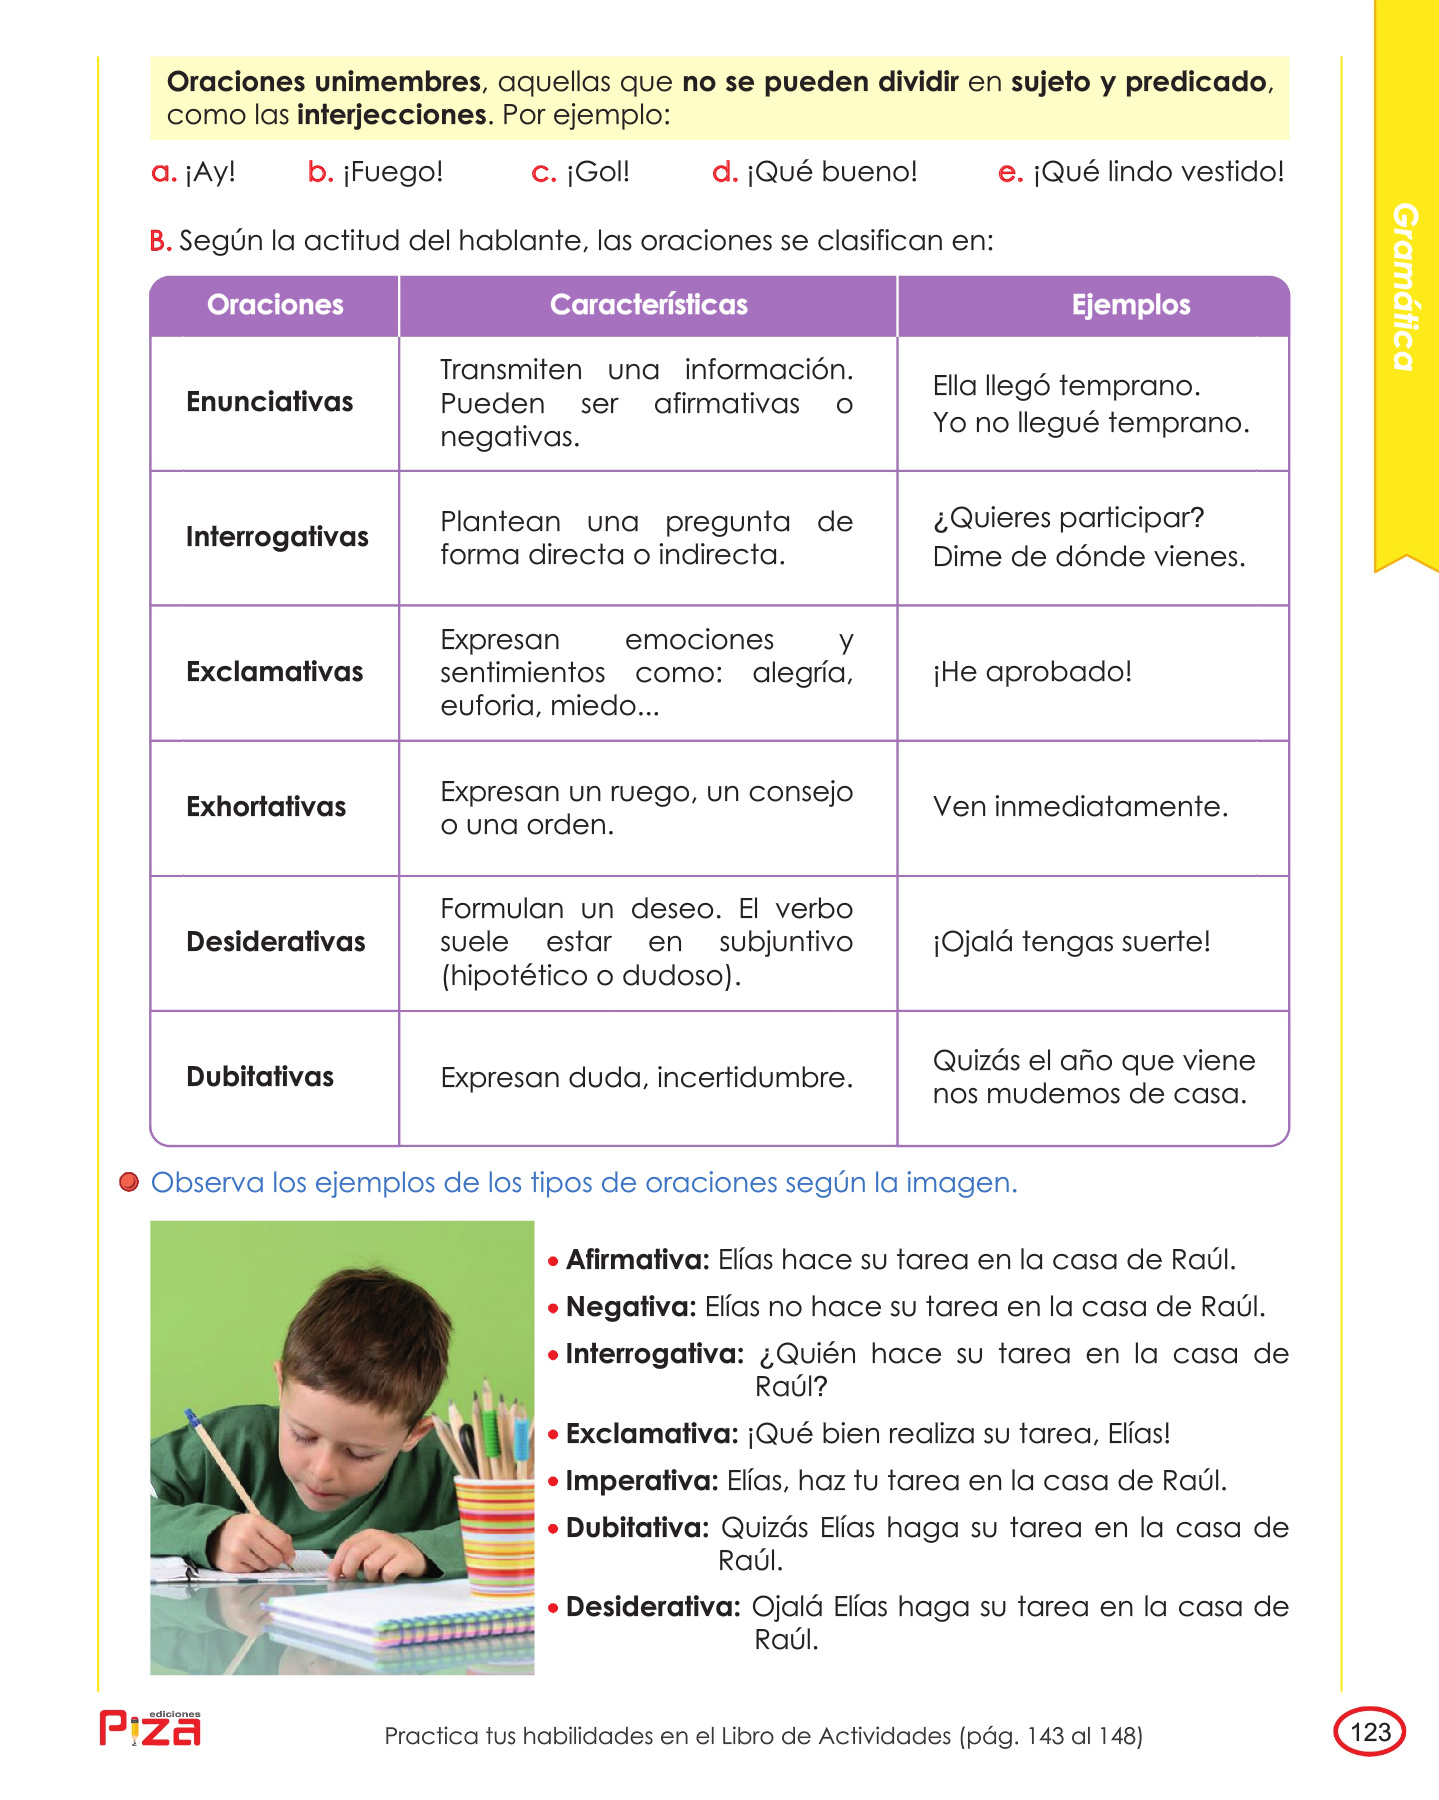 Oraciones unimembres, aquellas que no se pueden dividir en sujeto y predicado,
como las interjecciones. Por ejemplo:
a. ¡Ay! b. ¡Fuego! c. ¡Gol! d. ¡Qué bueno! e. ¡Qué lindo vestido!
Gramática
B. Según la actitud del hablante, las oraciones se clasifican en:
Oraciones Características Ejemplos
Enunciativas
Transmiten una información.
Pueden ser afirmativas o
negativas.
Ella llegó temprano.
Yo no llegué temprano.
Interrogativas
Plantean una pregunta de
forma directa o indirecta.
¿Quieres participar?
Dime de dónde vienes.
Exclamativas
Expresan emociones y
sentimientos como: alegría,
euforia, miedo...
¡He aprobado!
Exhortativas
Expresan un ruego, un consejo
o una orden.
Ven inmediatamente.
Desiderativas
Formulan un deseo. El verbo
suele estar en subjuntivo
(hipotético o dudoso).
¡Ojalá tengas suerte!
Dubitativas
Expresan duda, incertidumbre.
Quizás el año que viene
nos mudemos de casa.
Observa los ejemplos de los tipos de oraciones según la imagen.
• Afirmativa: Elías hace su tarea en la casa de Raúl.
• Negativa: Elías no hace su tarea en la casa de Raúl.
• Interrogativa: ¿Quién hace su tarea en la casa de
Raúl?
• Exclamativa: ¡Qué bien realiza su tarea, Elías!
• Imperativa: Elías, haz tu tarea en la casa de Raúl.
• Dubitativa: Quizás Elías haga su tarea en la casa de
Raúl.
• Desiderativa: Ojalá Elías haga su tarea en la casa de
Raúl.
ediciones
Piza
Practica tus habilidades en el Libro de Actividades (pág. 143 al 148)
123